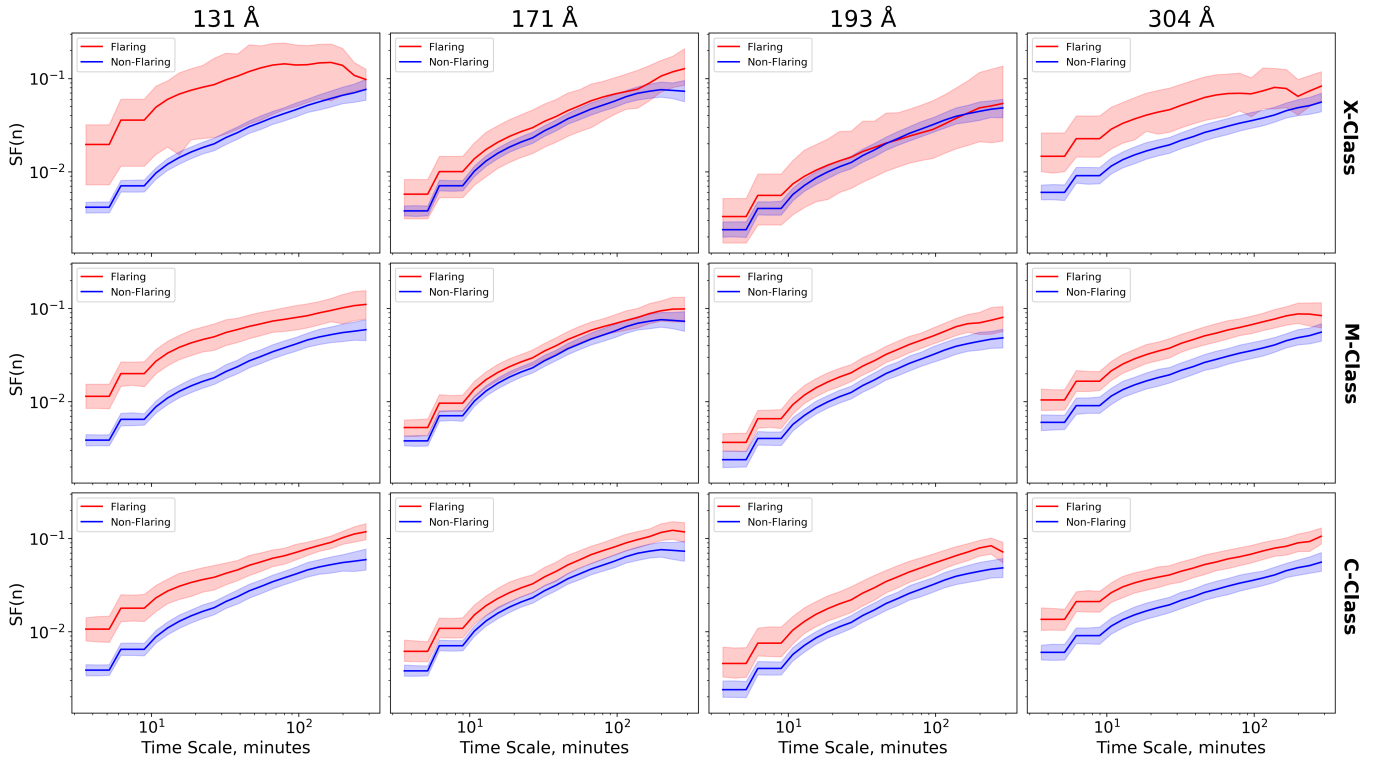 131 Å 171 Å 193 Å 304 Å
Flaring
Non-Flaring
Flaring
Non-Flaring
Flaring
Non-Flaring
Flaring
Non-Flaring
10⁻¹
10⁻²
SF(n)
X-Class
Flaring
Non-Flaring
Flaring
Non-Flaring
Flaring
Non-Flaring
Flaring
Non-Flaring
10⁻¹
10⁻²
SF(n)
M-Class
Flaring
Non-Flaring
Flaring
Non-Flaring
Flaring
Non-Flaring
Flaring
Non-Flaring
10⁻¹
10⁻²
SF(n)
C-Class
10¹ 10² 10¹ 10² 10¹ 10² 10¹ 10²
Time Scale, minutes Time Scale, minutes Time Scale, minutes Time Scale, minutes